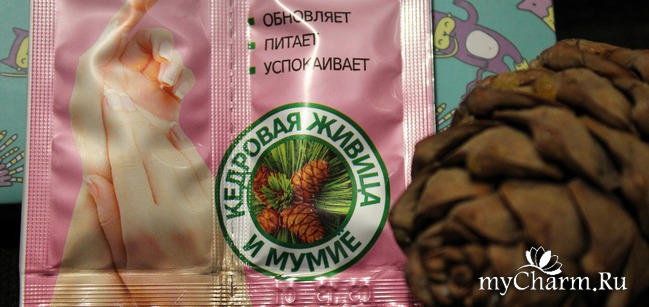 ОБНОВЛЯЕТ
ПИТАЕТ
УСПОКАИВАЕТ
КЕДРОВАЯ ЖИВИЦА
И МУМИЁ
myCharm.Ru